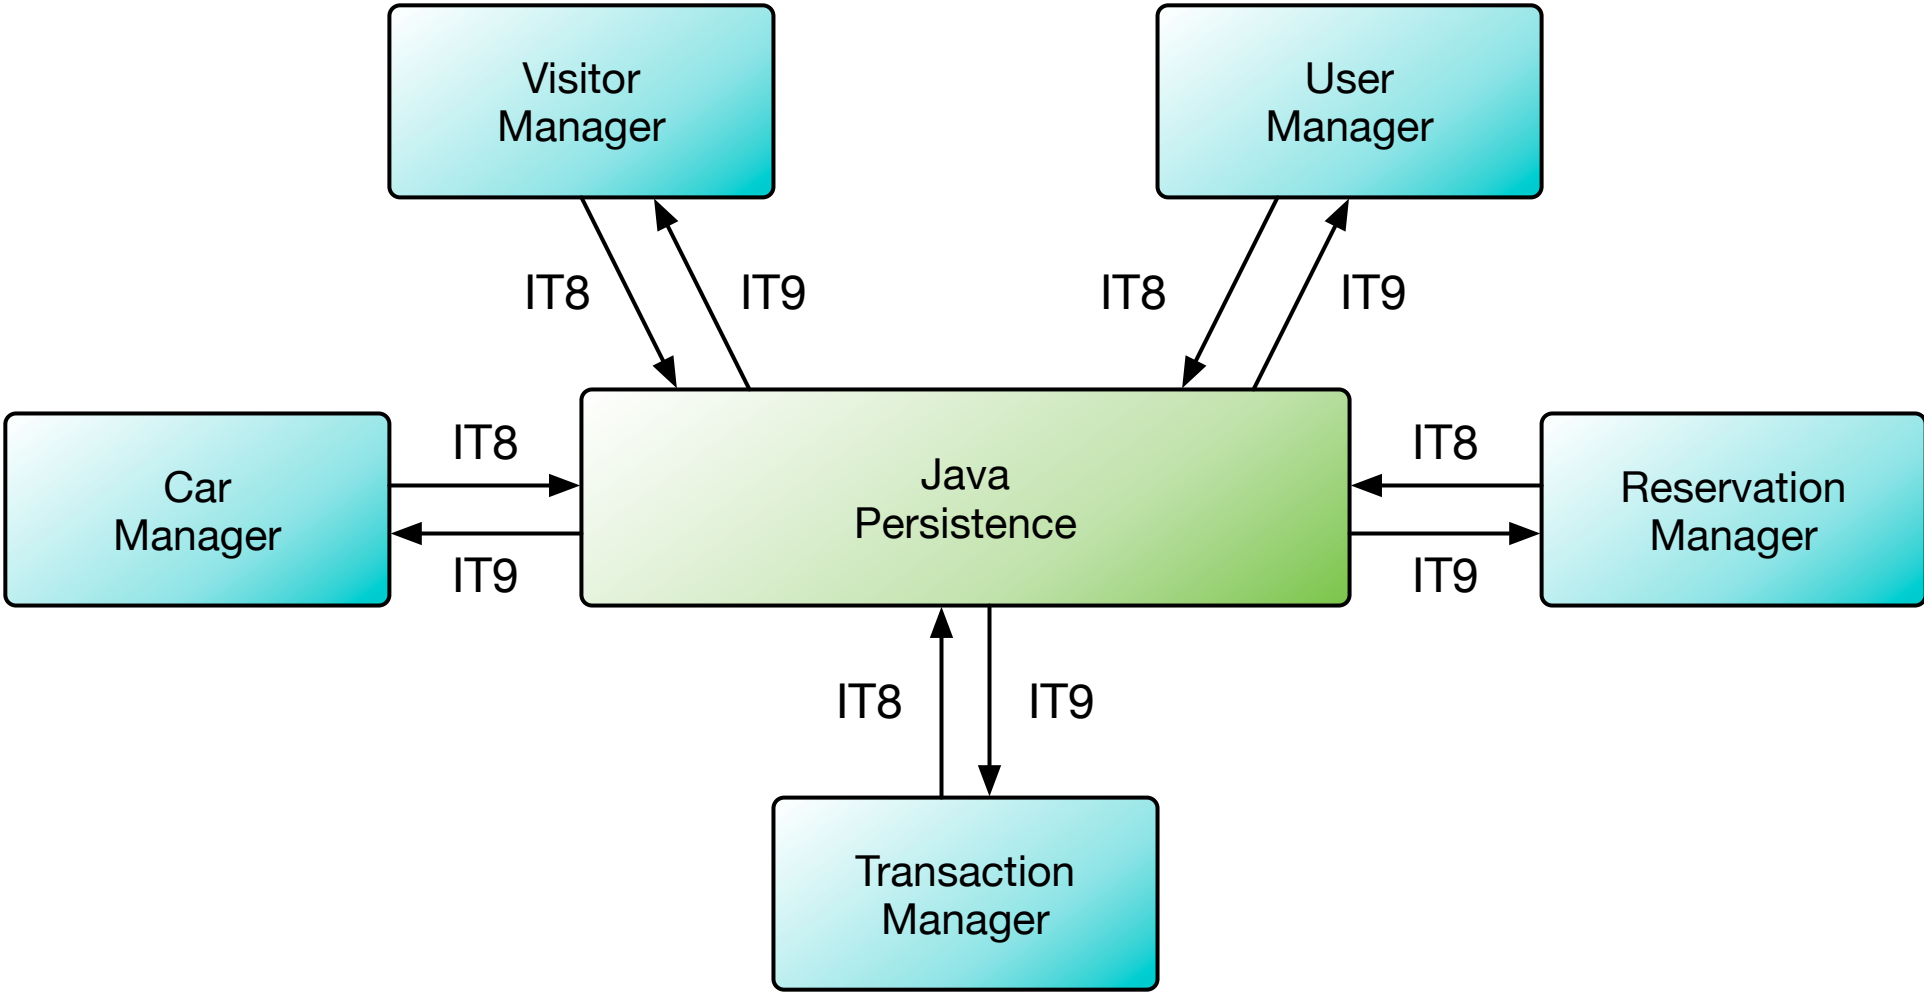 Visitor
Manager
User
Manager
IT8
IT9
IT8
IT9
Car
Manager
IT8
IT9
Java
Persistence
IT8
IT9
Reservation
Manager
IT8
IT9
Transaction
Manager